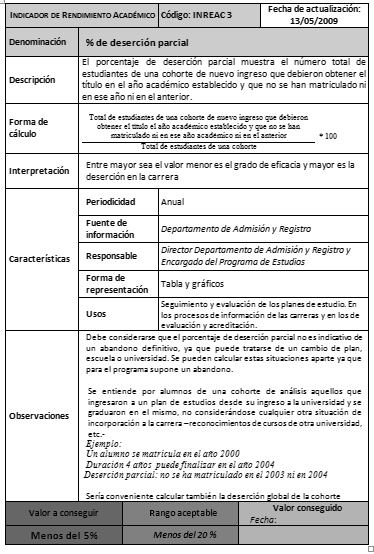 INDICADOR DE RENDIMIENTO ACADÉMICO
Código: INREAC 3
Fecha de actualización:
13/05/2009
Denominación
% de deserción parcial
Descripción
El porcentaje de deserción parcial muestra el número total de
estudiantes de una cohorte de nuevo ingreso que debieron obtener el
título en el año académico establecido y que no se han matriculado ni
en ese año ni en el anterior.
Forma de
cálculo
Total de estudiantes de una cohorte de nuevo ingreso que debieron
obtener el título el año académico establecido y que no se han
matriculado ni en ese año académico ni en el anterior
* 100
Total de estudiantes de una cohorte
Interpretación
Entre mayor sea el valor menor es el grado de eficacia y mayor es la
deserción en la carrera
Características
Periodicidad
Anual
Fuente de
información
Departamento de Admisión y Registro
Responsable
Director Departamento de Admisión y Registro y
Encargado del Programa de Estudios
Forma de
representación
Tabla y gráficos
Usos
Seguimiento y evaluación de los planes de estudio. En
los procesos de información de las carreras y en los de
evaluación y acreditación.
Observaciones
Debe considerarse que el porcentaje de deserción parcial no es indicativo de
un abandono definitivo, ya que puede tratarse de un cambio de plan,
escuela o universidad. Se pueden calcular estas situaciones aparte ya que
para el programa supone un abandono.
Se entiende por alumnos de una cohorte de análisis aquellos que
ingresaron a un plan de estudios desde su ingreso a la universidad y se
graduaron en el mismo, no considerándose cualquier otra situación de
incorporación a la carrera –reconocimientos de cursos de otra universidad,
etc.-
Ejemplo:
Un alumno se matricula en el año 2000
Duración 4 años puede finalizar en el año 2004
Deserción parcial: no se ha matriculado en el 2003 ni en 2004
Sería conveniente calcular también la deserción global de la cohorte
Valor a conseguir
Rango aceptable
Valor conseguido
Fecha:
Menos del 5%
Menos del 20 %